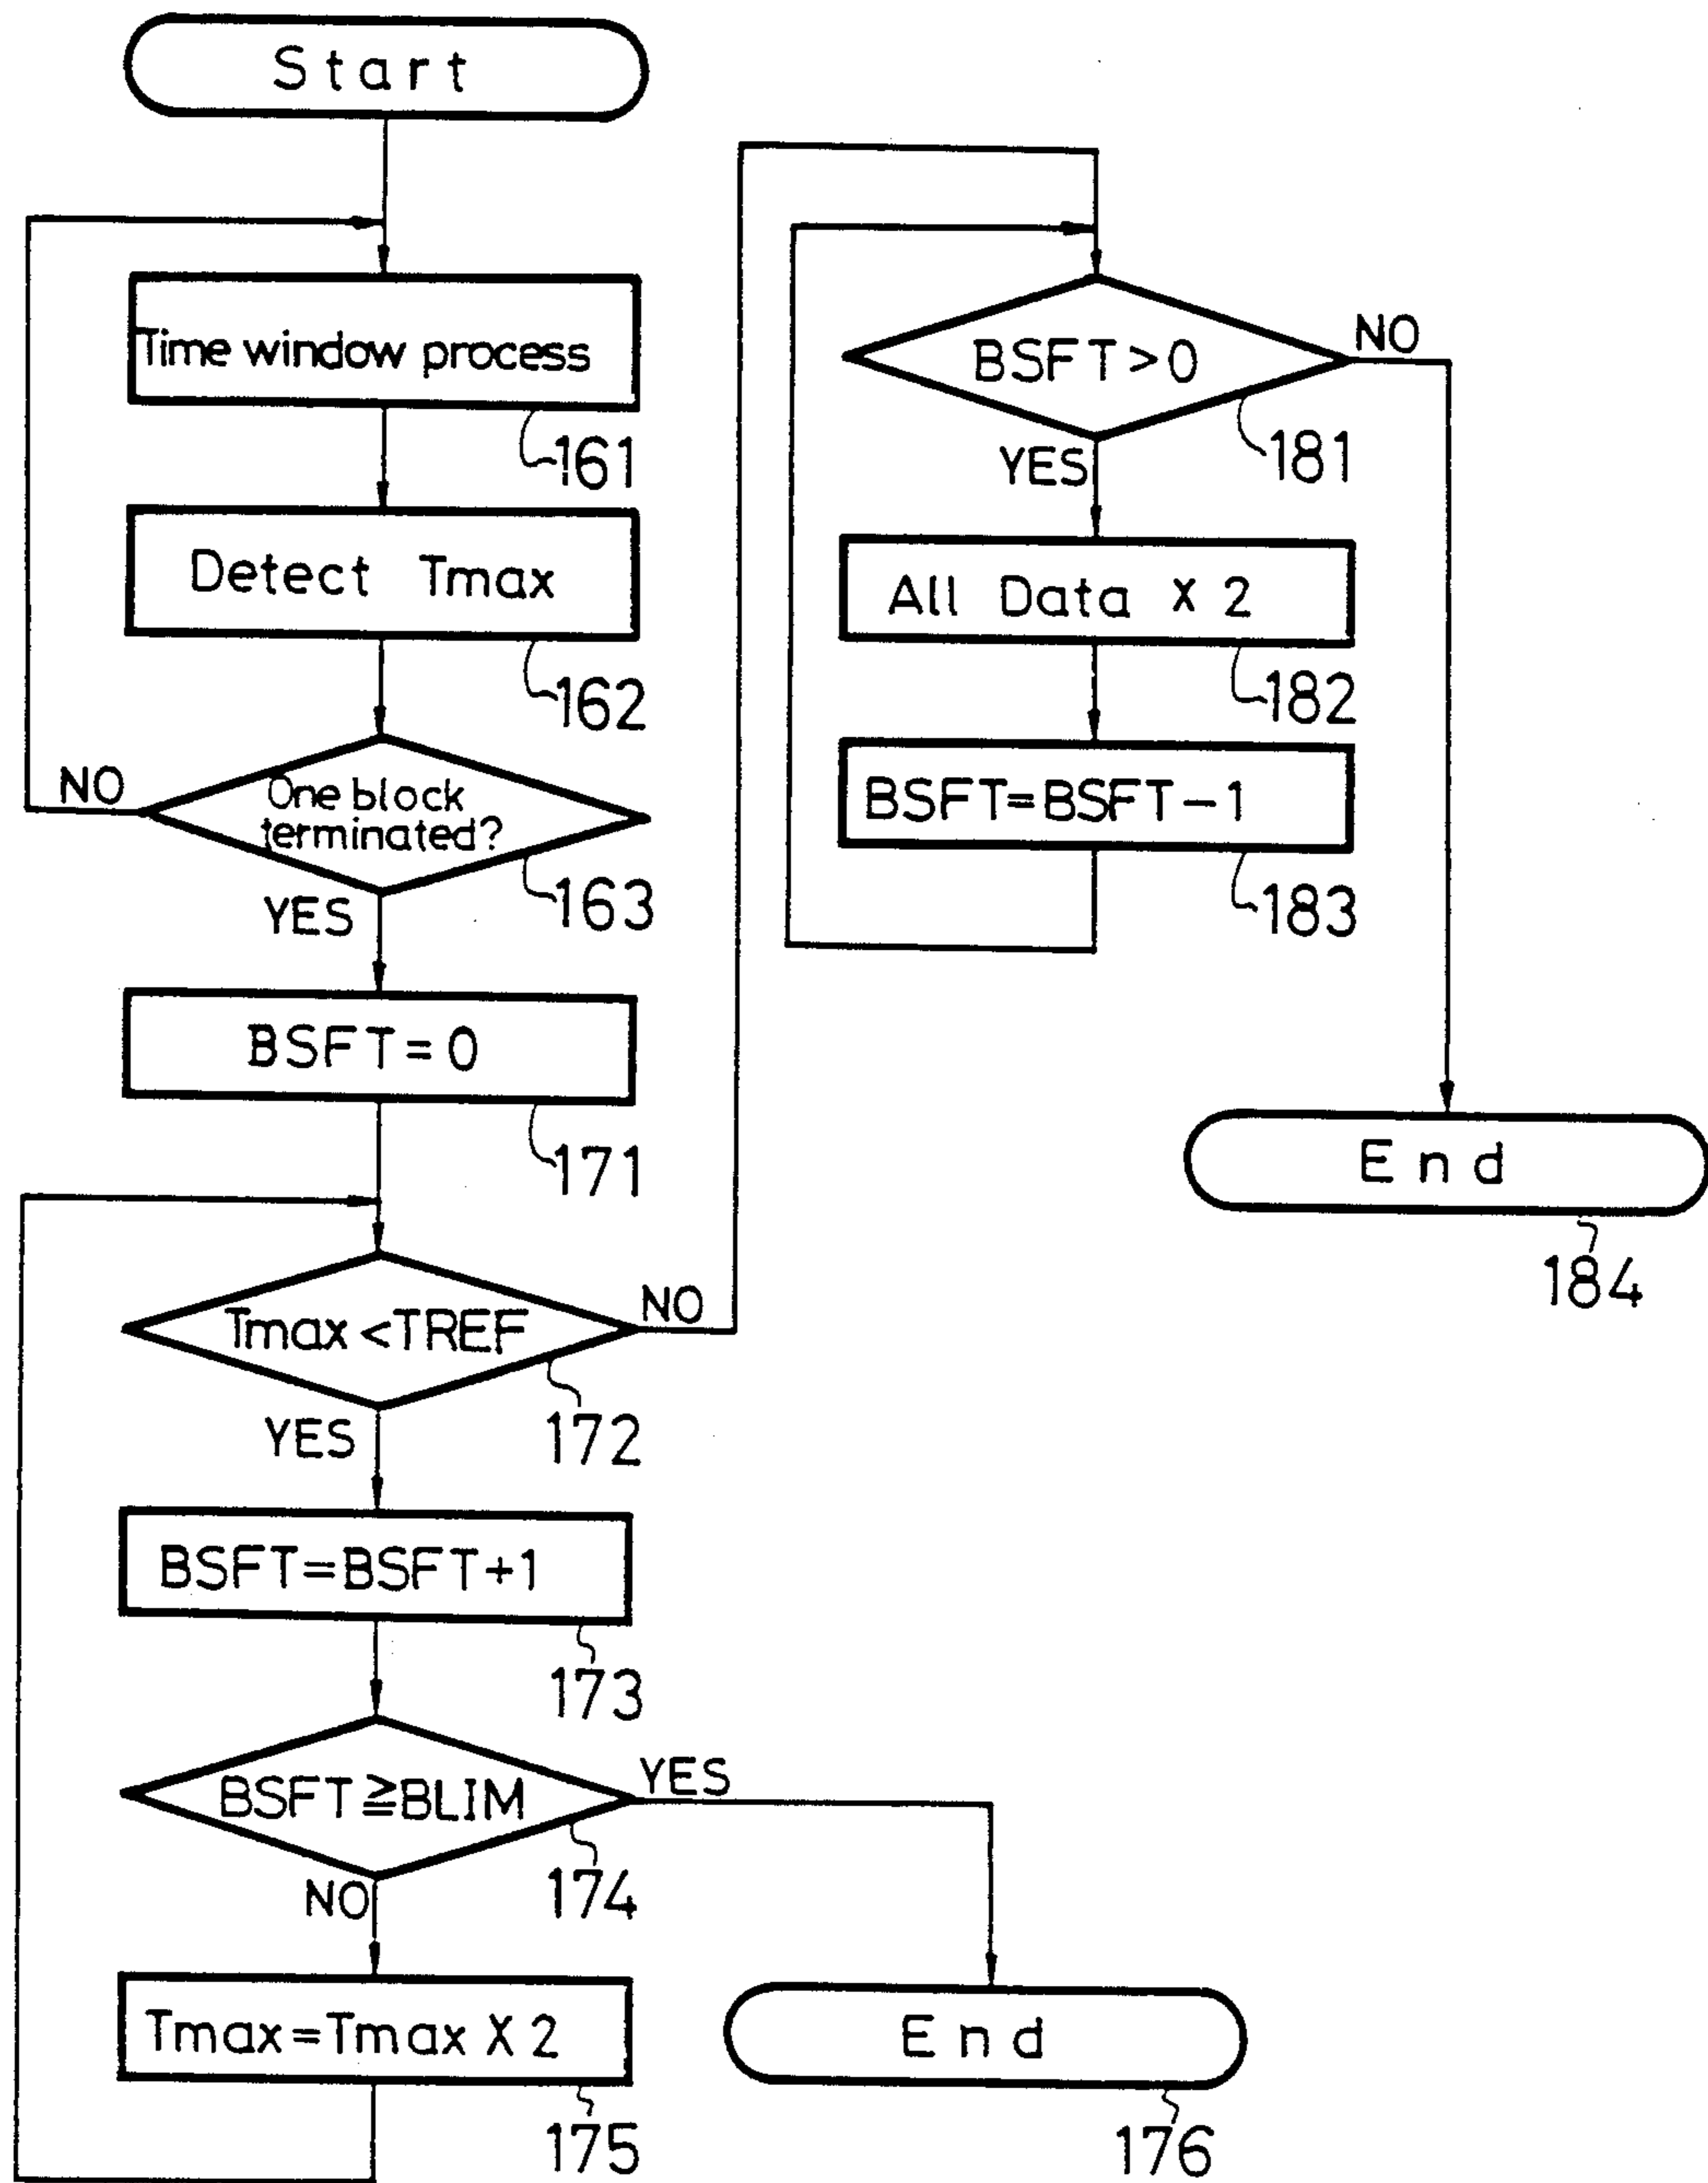 Start
Time window process
161
Detect Tmax
162
One block
terminated?
NO
163
YES
BSFT=0
171
Tmax<TREF
NO
172
YES
BSFT=BSFT+1
173
BSFT≧BLIM
YES
174
NO
Tmax=Tmax X 2
175
End
176
BSFT>0
NO
181
YES
All Data X 2
182
BSFT=BSFT-1
183
End
184